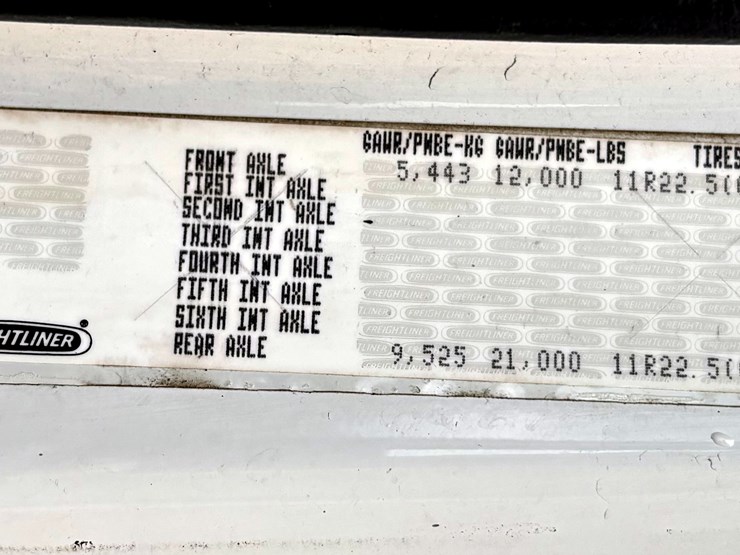 GAWR/PNBE-KG GAWR/PNBE-LBS TIRES
FRONT AXLE 5,443 12,000 11R22.5(
FIRST INT AXLE
SECOND INT AXLE
THIRD INT AXLE
FOURTH INT AXLE
FIFTH INT AXLE
SIXTH INT AXLE
REAR AXLE 9,525 21,000 11R22.5(
HTLINER®